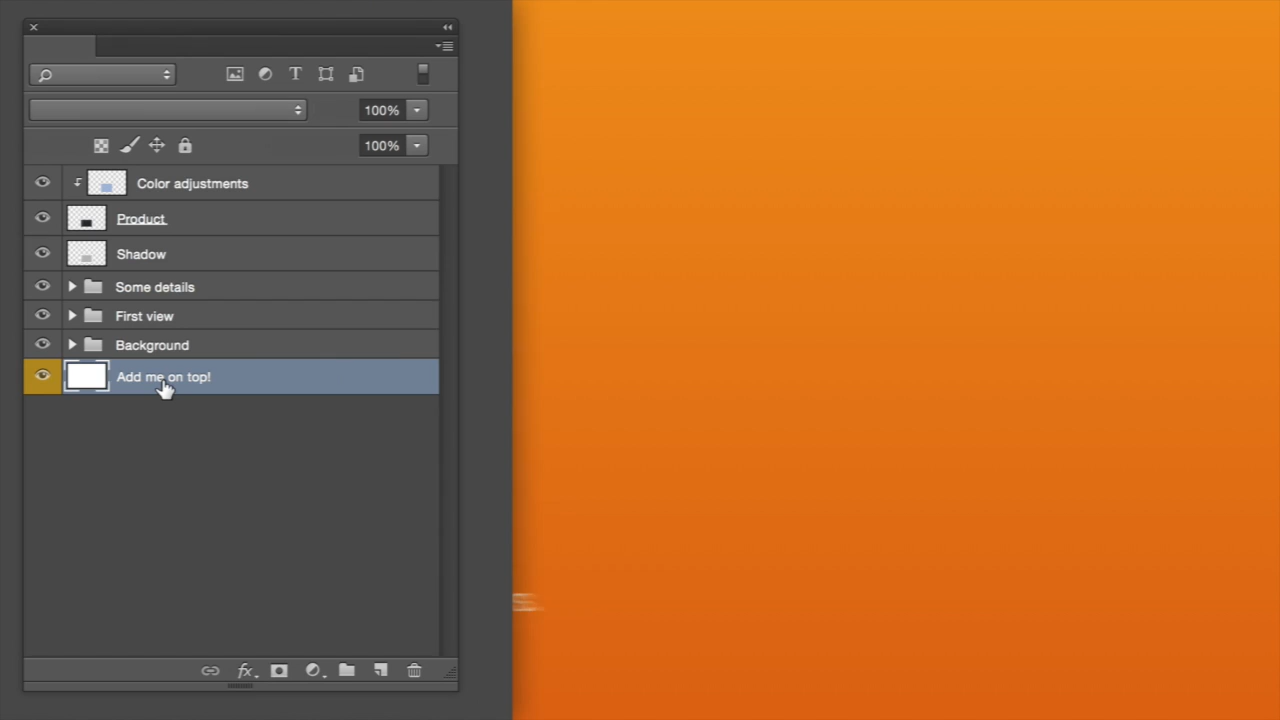 100%
100%
Color adjustments
Product
Shadow
Some details
First view
Background
Add me on top!